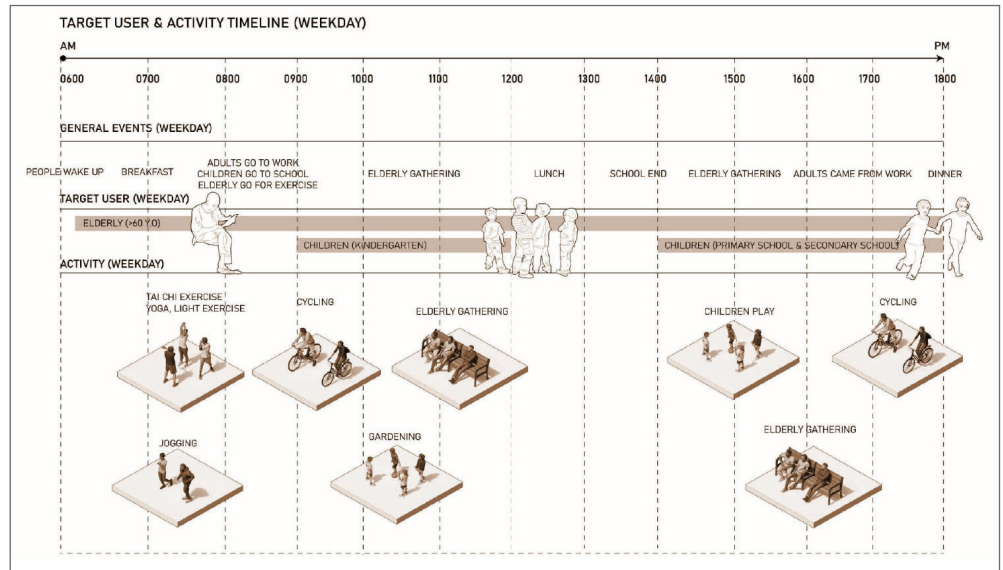 TARGET USER & ACTIVITY TIMELINE (WEEKDAY)
AM
PM
0600 0700 0800 0900 1000 1100 1200 1300 1400 1500 1600 1700 1800
GENERAL EVENTS (WEEKDAY)
PEOPLE WAKE UP
BREAKFAST
ADULTS GO TO WORK
CHILDREN GO TO SCHOOL
ELDERLY GO FOR EXERCISE
ELDERLY GATHERING
LUNCH
SCHOOL END
ELDERLY GATHERING
ADULTS CAME FROM WORK
DINNER
TARGET USER (WEEKDAY)
ELDERLY (>60 Y.O)
CHILDREN (KINDERGARTEN)
CHILDREN (PRIMARY SCHOOL & SECONDARY SCHOOL)
ACTIVITY (WEEKDAY)
TAI CHI EXERCISE
YOGA, LIGHT EXERCISE
CYCLING
ELDERLY GATHERING
CHILDREN PLAY
CYCLING
JOGGING
GARDENING
ELDERLY GATHERING